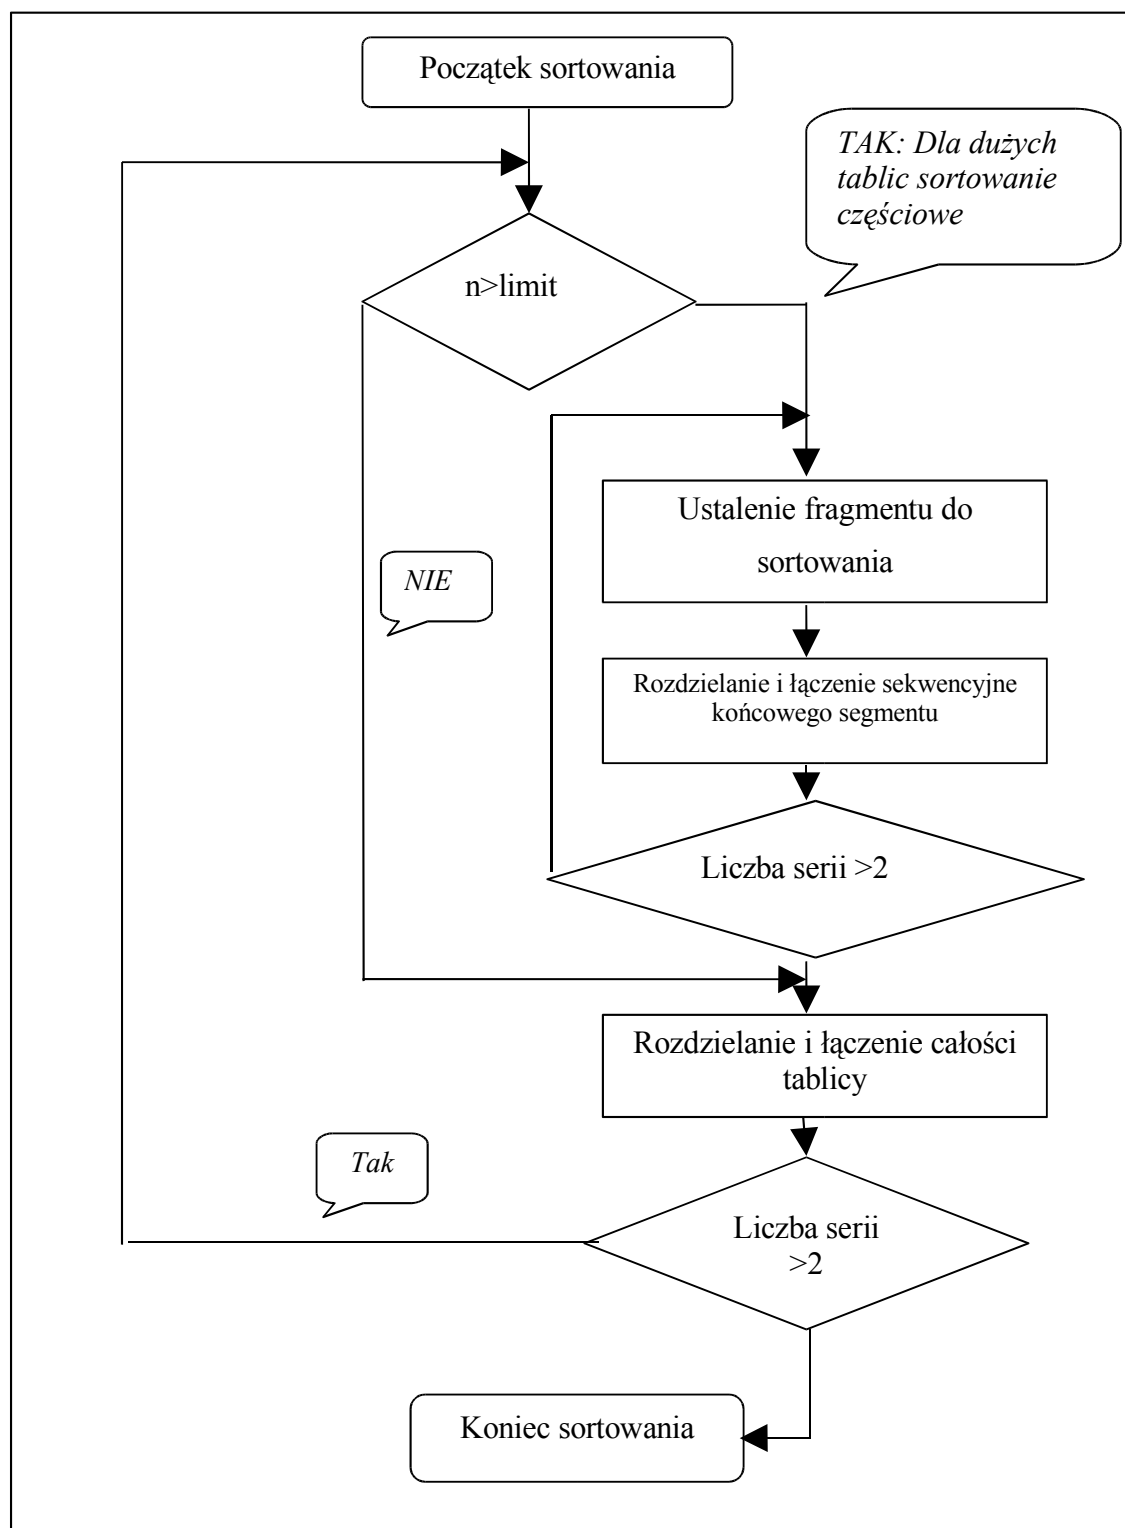 Początek sortowania
TAK: Dla dużych
tablic sortowanie
częściowe
n>limit
Ustalenie fragmentu do
sortowania
NIE
Rozdzielanie i łączenie sekwencyjne
końcowego segmentu
Liczba serii >2
Rozdzielanie i łączenie całości
tablicy
Tak
Liczba serii
>2
Koniec sortowania